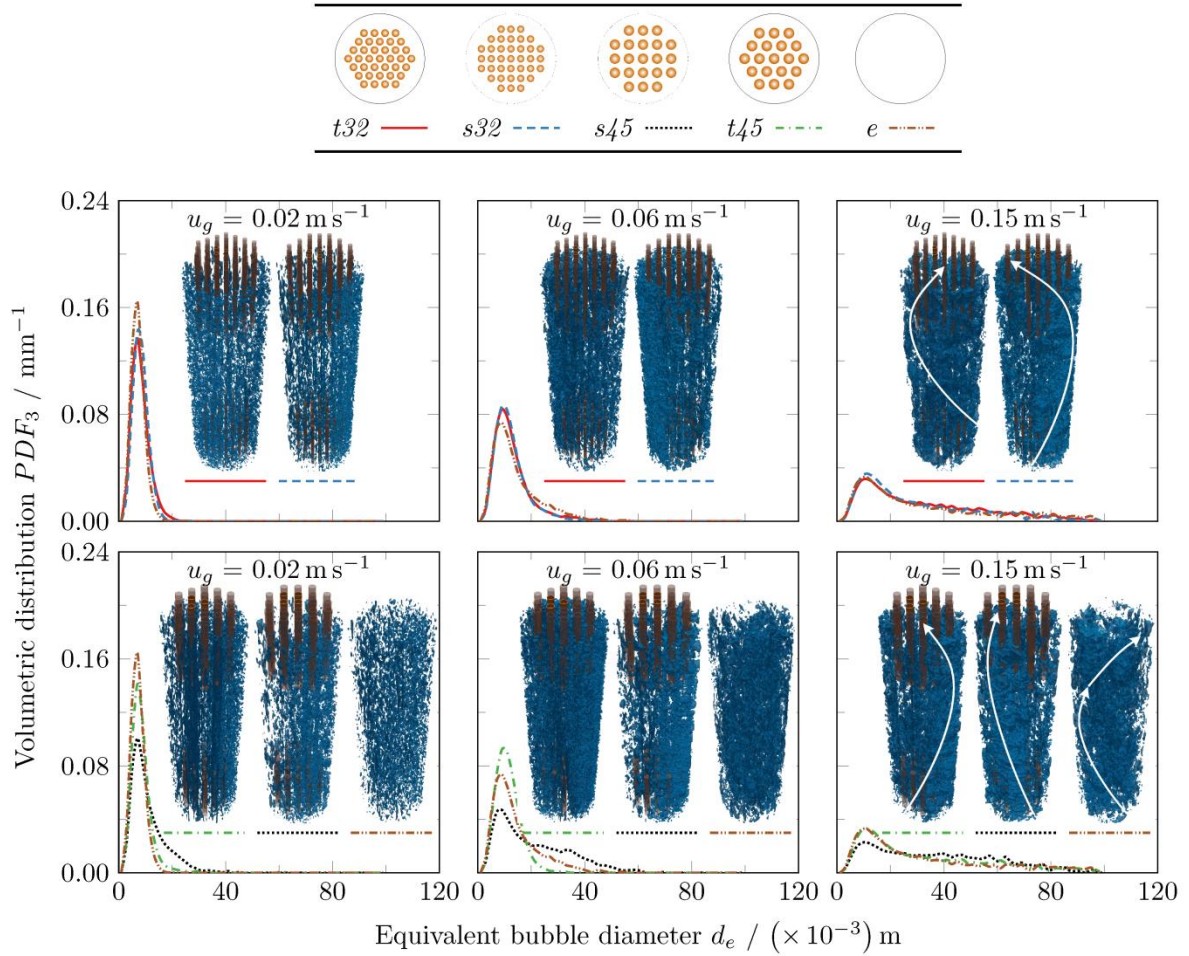 t32 s32 s45 t45 e
Volumetric distribution PDF₃ / mm⁻¹
0.24
0.16
0.08
0.00
u_g = 0.02 m s⁻¹
u_g = 0.06 m s⁻¹
u_g = 0.15 m s⁻¹
0.24
0.16
0.08
0.00
u_g = 0.02 m s⁻¹
u_g = 0.06 m s⁻¹
u_g = 0.15 m s⁻¹
0 40 80 120
0 40 80 120
0 40 80 120
Equivalent bubble diameter d_e / (× 10⁻³) m